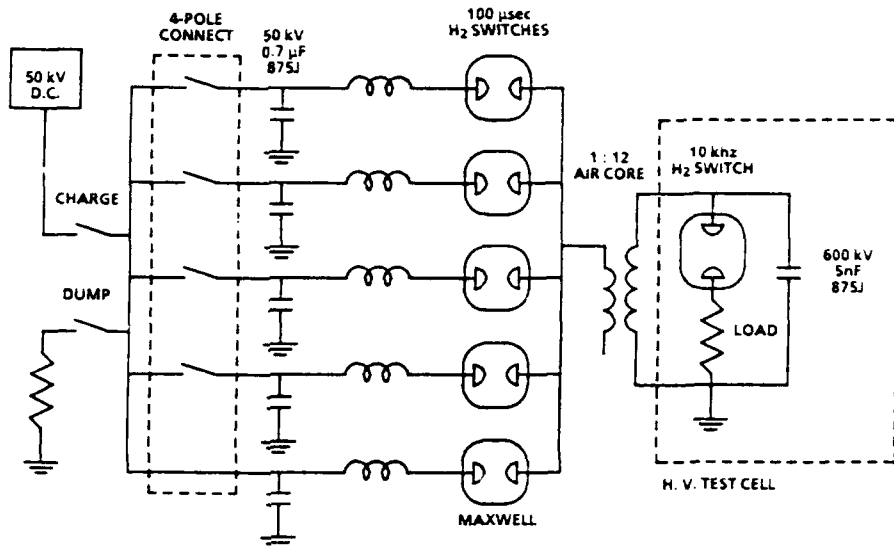 4-POLE
CONNECT
50 kV
0.7 µF
875J
100 µsec
H2 SWITCHES
50 kV
D.C.
1 : 12
AIR CORE
10 khz
H2 SWITCH
CHARGE
600 kV
5nF
875J
DUMP
LOAD
H. V. TEST CELL
MAXWELL